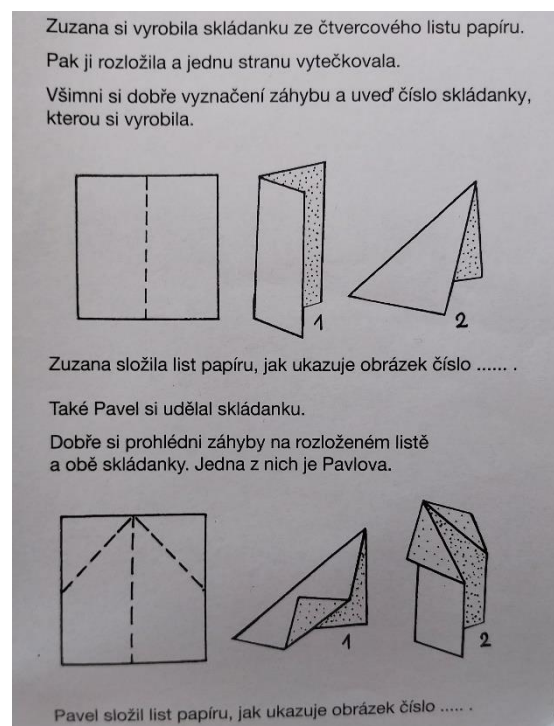 Zuzana si vyrobila skládanku ze čtvercového listu papíru.
Pak ji rozložila a jednu stranu vytečkovala.
Všimni si dobře vyznačení záhybu a uveď číslo skládanky,
kterou si vyrobila.
1
2
Zuzana složila list papíru, jak ukazuje obrázek číslo ...... .
Také Pavel si udělal skládanku.
Dobře si prohlédni záhyby na rozloženém listě
a obě skládanky. Jedna z nich je Pavlova.
1
2
Pavel složil list papíru, jak ukazuje obrázek číslo ..... .